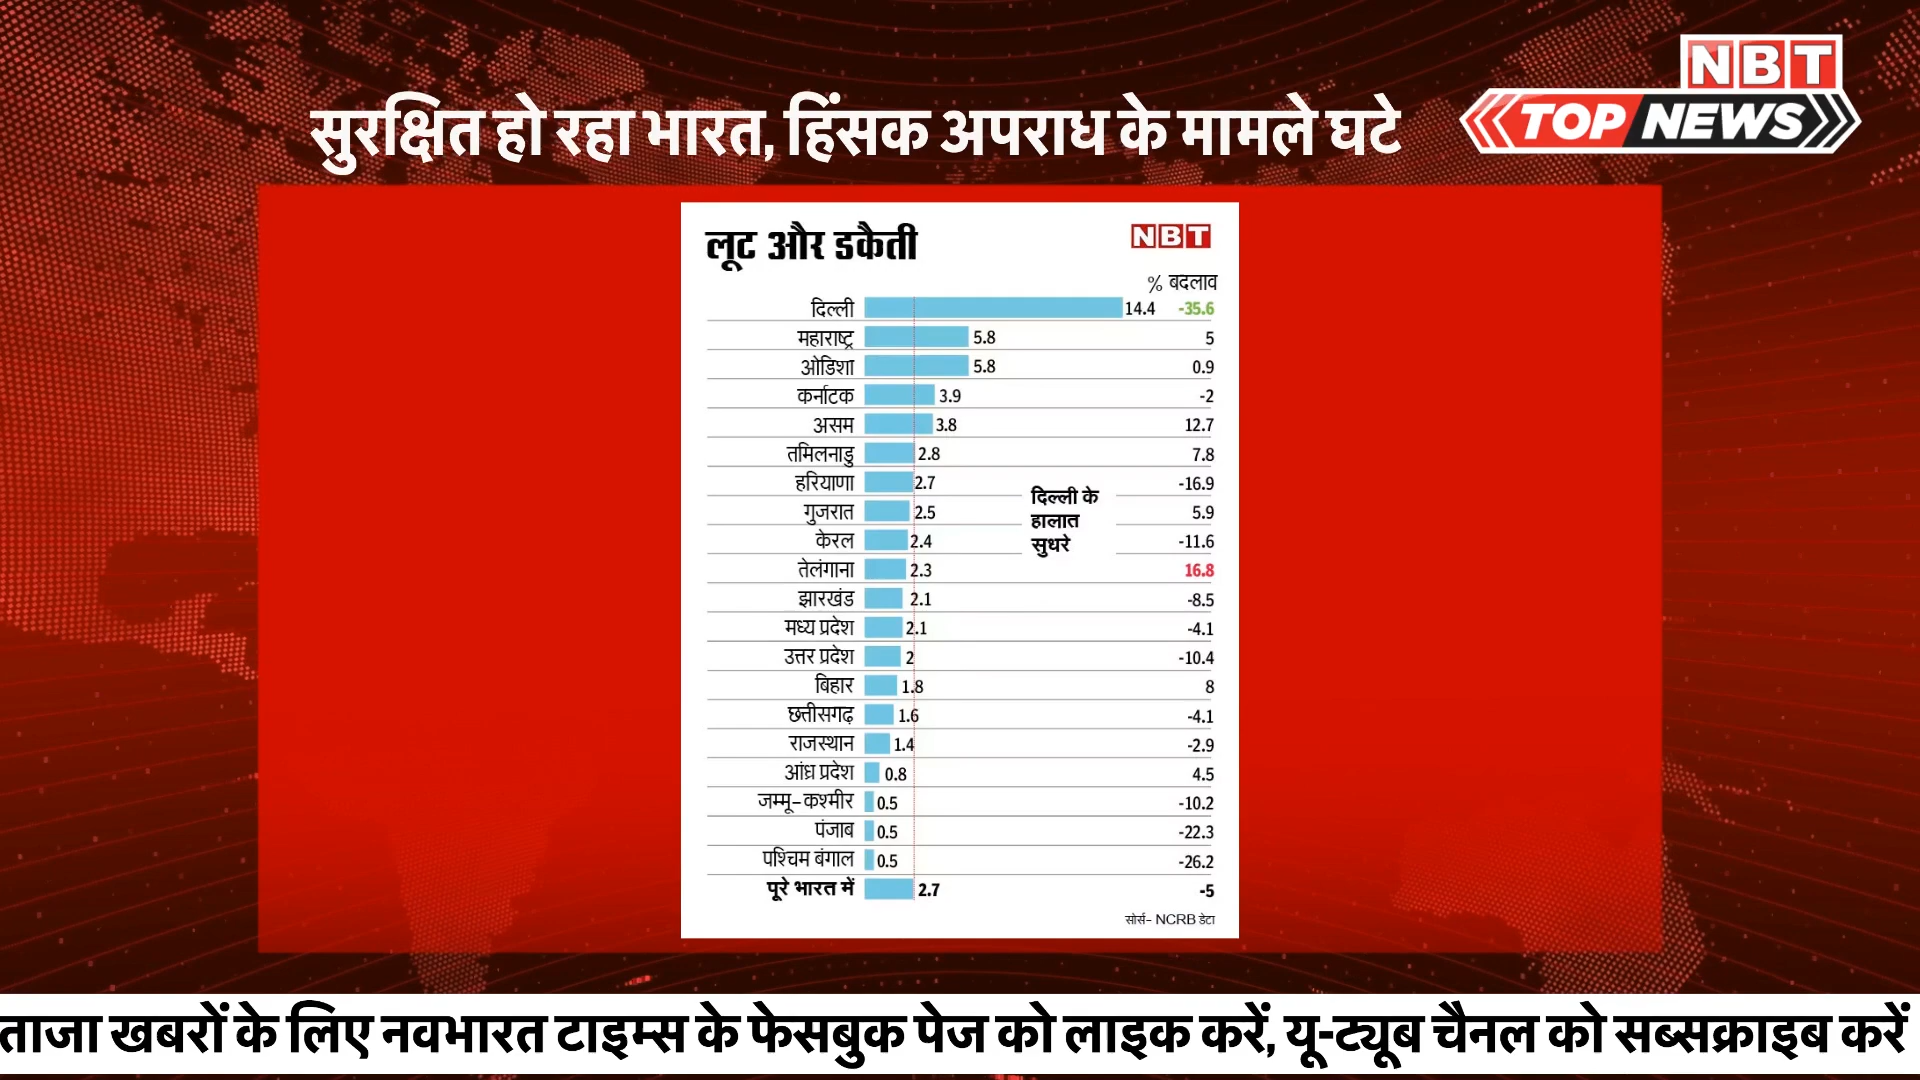 NBT
TOP NEWS
सुरक्षित हो रहा भारत, हिंसक अपराध के मामले घटे
लूट और डकैती
NBT
% बदलाव
दिल्ली 14.4 -35.6
महाराष्ट्र 5.8 5
ओडिशा 5.8 0.9
कर्नाटक 3.9 -2
असम 3.8 12.7
तमिलनाडु 2.8 7.8
हरियाणा 2.7 -16.9
गुजरात 2.5 5.9
केरल 2.4 -11.6
तेलंगाना 2.3 16.8
झारखंड 2.1 -8.5
मध्य प्रदेश 2.1 -4.1
उत्तर प्रदेश 2 -10.4
बिहार 1.8 8
छत्तीसगढ़ 1.6 -4.1
राजस्थान 1.4 -2.9
आंध्र प्रदेश 0.8 4.5
जम्मू-कश्मीर 0.5 -10.2
पंजाब 0.5 -22.3
पश्चिम बंगाल 0.5 -26.2
पूरे भारत में 2.7 -5
दिल्ली के
हालात
सुधरे
सोर्स- NCRB डेटा
ताजा खबरों के लिए नवभारत टाइम्स के फेसबुक पेज को लाइक करें, यू-ट्यूब चैनल को सब्सक्राइब करें